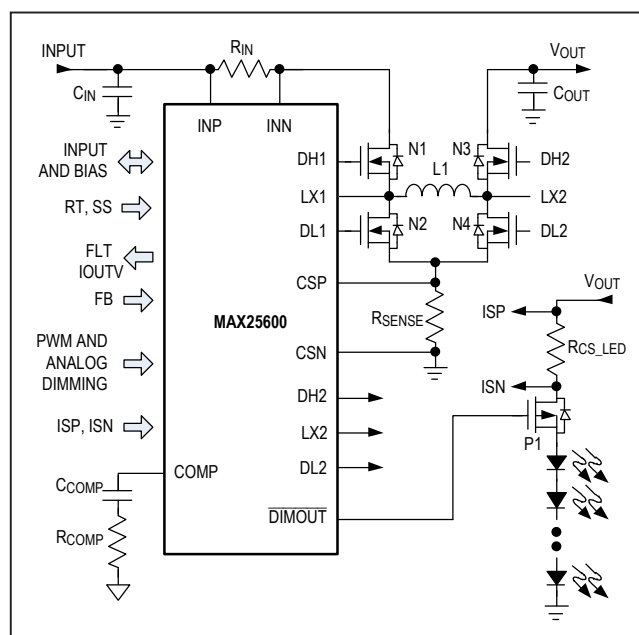 INPUT
RIN
VOUT
CIN
COUT
INP
INN
INPUT
AND BIAS
DH1
N1
N3
DH2
L1
RT, SS
LX1
LX2
DL1
N2
N4
DL2
FLT
IOUTV
CSP
VOUT
FB
MAX25600
RSENSE
ISP
RCS_LED
PWM AND
ANALOG
DIMMING
CSN
ISN
DH2
P1
ISP, ISN
LX2
DL2
COMP
CCOMP
RCOMP
DIMOUT